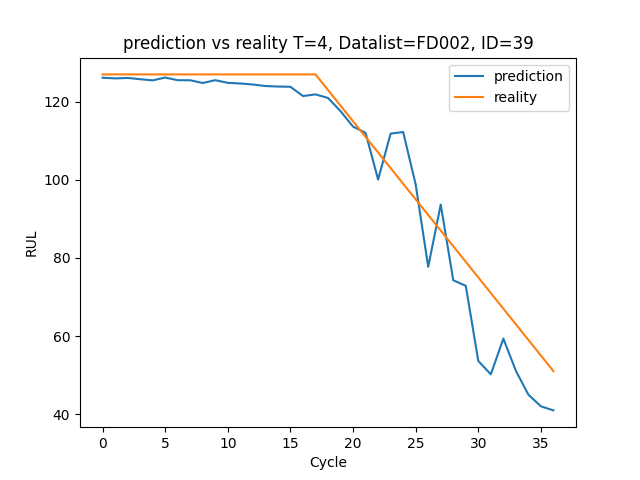 prediction vs reality T=4, Datalist=FD002, ID=39
prediction
reality
120
100
80
60
40
RUL
0 5 10 15 20 25 30 35
Cycle